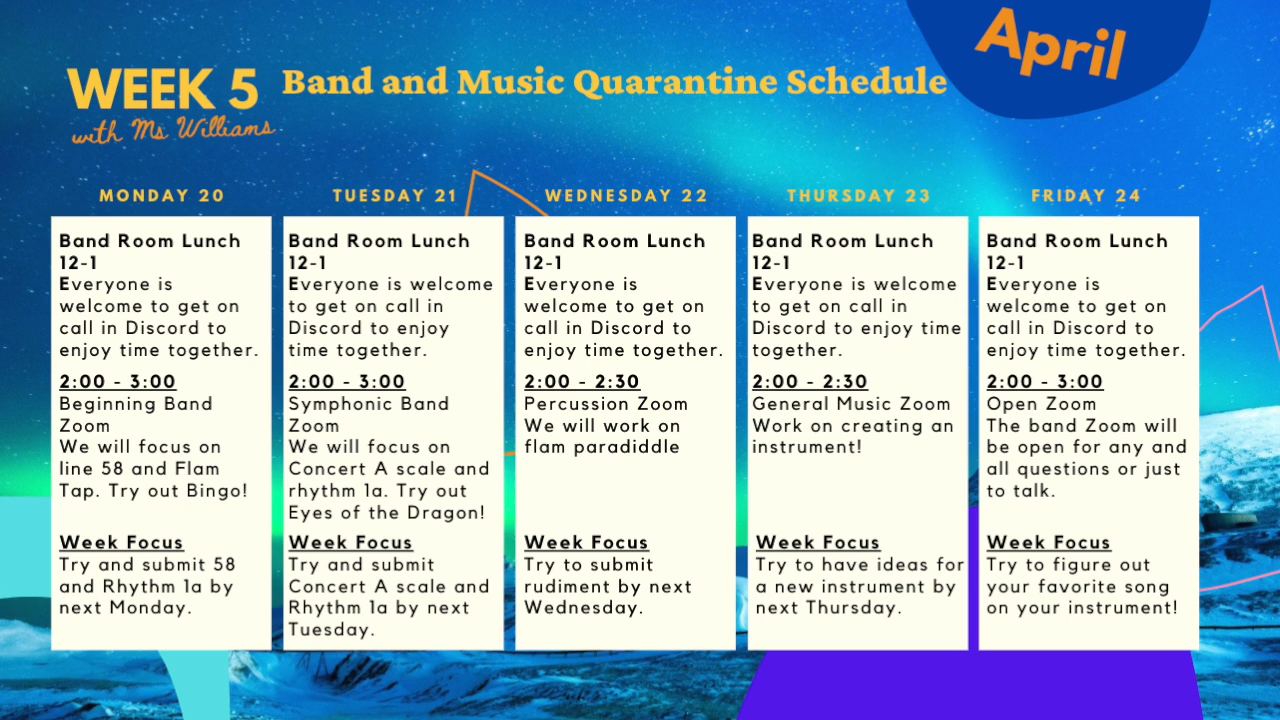 April
WEEK 5 Band and Music Quarantine Schedule
with Ms Williams
MONDAY 20
Band Room Lunch
12-1
Everyone is
welcome to get on
call in Discord to
enjoy time together.
2:00 - 3:00
Beginning Band
Zoom
We will focus on
line 58 and Flam
Tap. Try out Bingo!
Week Focus
Try and submit 58
and Rhythm 1a by
next Monday.
TUESDAY 21
Band Room Lunch
12-1
Everyone is welcome
to get on call in
Discord to enjoy
time together.
2:00 - 3:00
Symphonic Band
Zoom
We will focus on
Concert A scale and
rhythm 1a. Try out
Eyes of the Dragon!
Week Focus
Try and submit
Concert A scale and
Rhythm 1a by next
Tuesday.
WEDNESDAY 22
Band Room Lunch
12-1
Everyone is
welcome to get on
call in Discord to
enjoy time together.
2:00 - 2:30
Percussion Zoom
We will work on
flam paradiddle
Week Focus
Try to submit
rudiment by next
Wednesday.
THURSDAY 23
Band Room Lunch
12-1
Everyone is welcome
to get on call in
Discord to enjoy time
together.
2:00 - 2:30
General Music Zoom
Work on creating an
instrument!
Week Focus
Try to have ideas for
a new instrument by
next Thursday.
FRIDAY 24
Band Room Lunch
12-1
Everyone is
welcome to get on
call in Discord to
enjoy time together.
2:00 - 3:00
Open Zoom
The band Zoom will
be open for any and
all questions or just
to talk.
Week Focus
Try to figure out
your favorite song
on your instrument!